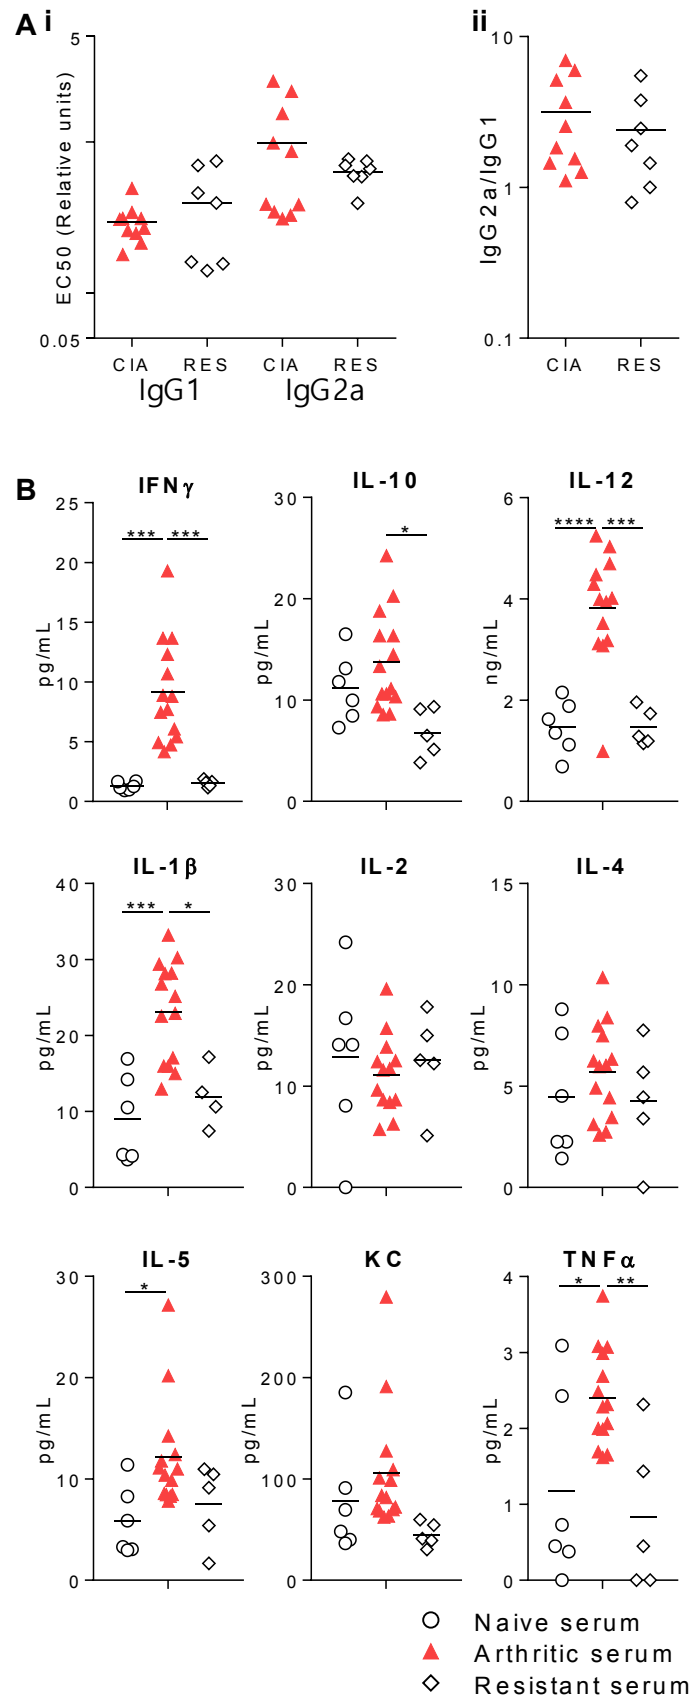 A i ii
5
0.05
EC50 (Relative units)
CIA RES CIA RES
IgG1 IgG2a
10
1
0.1
IgG2a/IgG1
CIA RES
B
IFNγ
25
20
15
10
5
0
pg/mL
*** ***
IL-10
30
20
10
0
pg/mL
*
IL-12
6
4
2
0
ng/mL
**** ***
IL-1β
40
30
20
10
0
pg/mL
*** *
IL-2
30
20
10
0
pg/mL
IL-4
15
10
5
0
pg/mL
IL-5
30
20
10
0
pg/mL
*
KC
300
200
100
0
pg/mL
TNFα
4
3
2
1
0
pg/mL
* **
Naive serum
Arthritic serum
Resistant serum